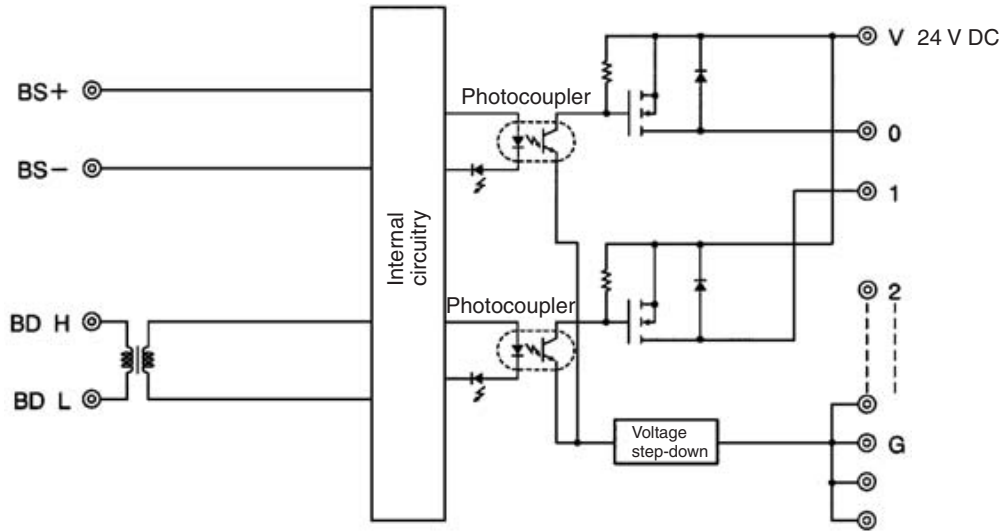 V 24 V DC
BS+
Photocoupler
0
BS−
1
Internal
circuitry
2
Photocoupler
BD H
BD L
Voltage
step-down
G